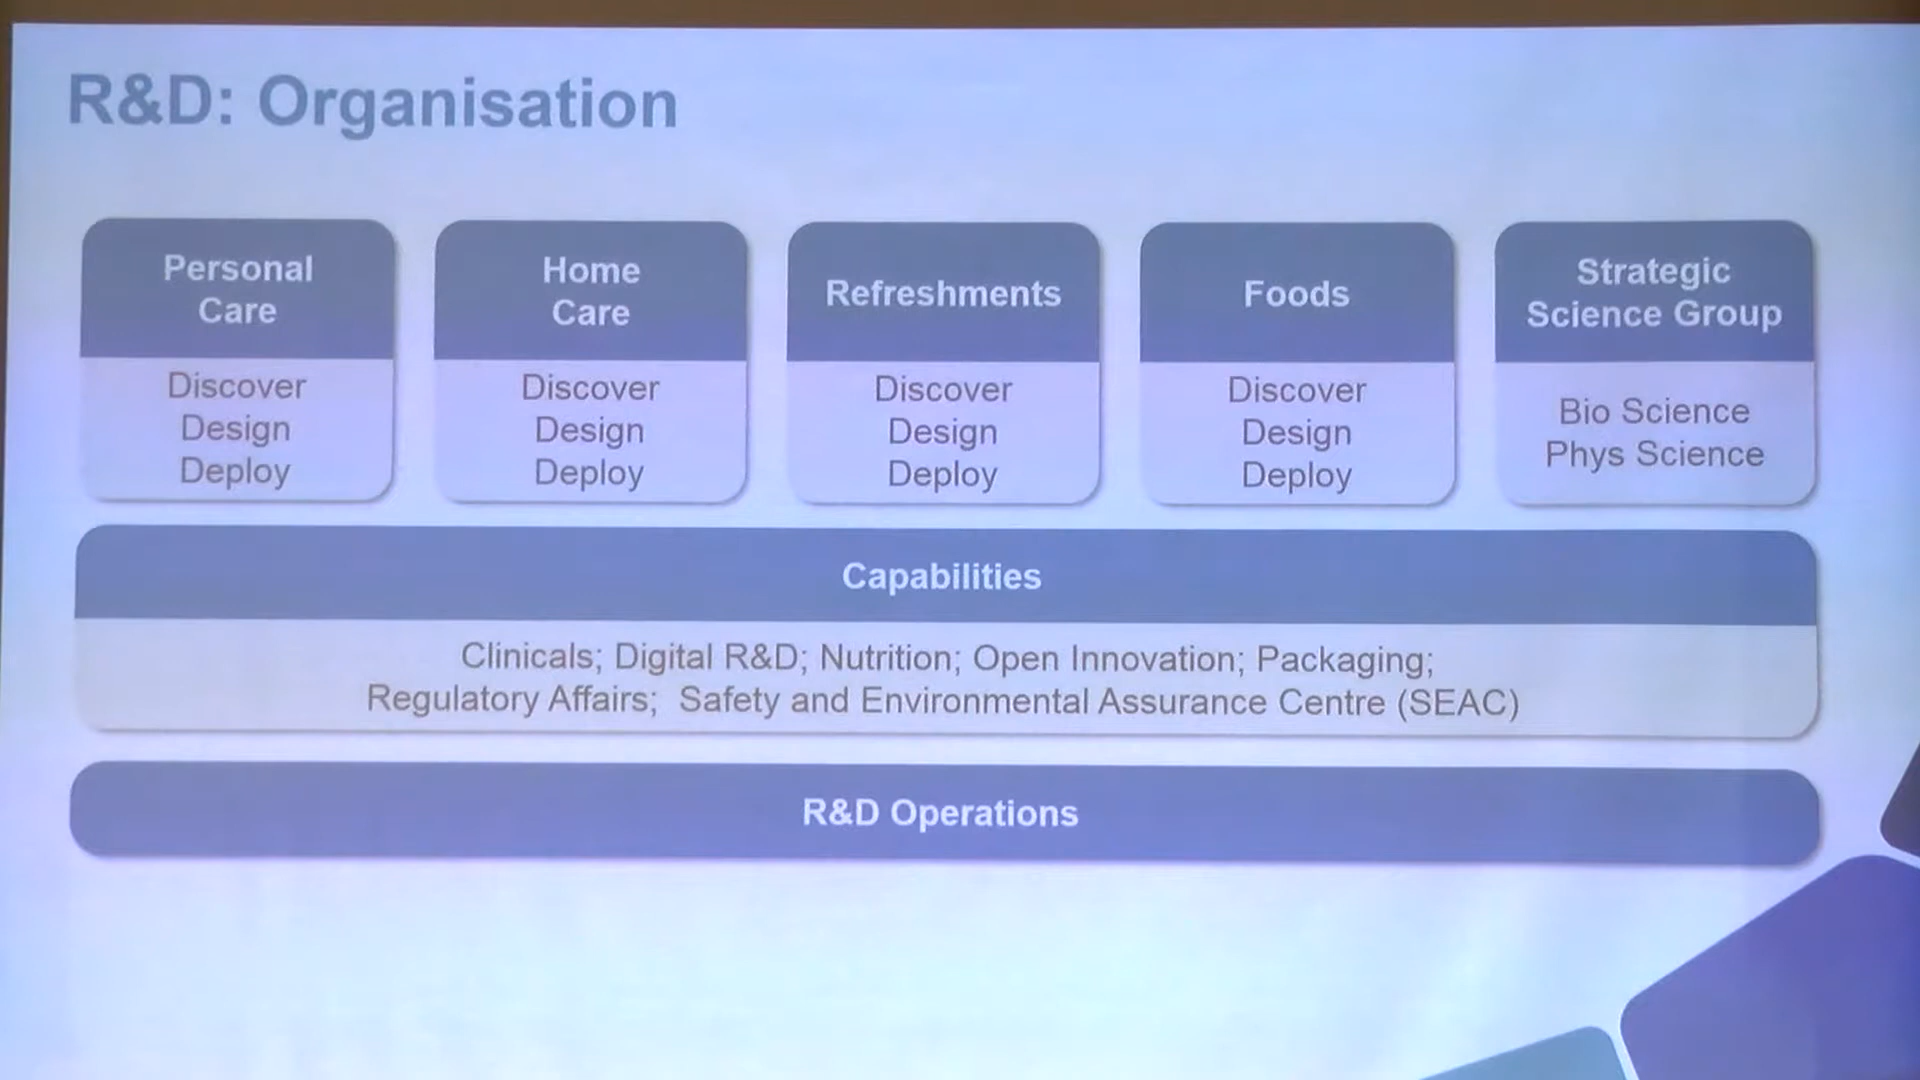 R&D: Organisation
Personal
Care
Discover
Design
Deploy
Home
Care
Discover
Design
Deploy
Refreshments
Discover
Design
Deploy
Foods
Discover
Design
Deploy
Strategic
Science Group
Bio Science
Phys Science
Capabilities
Clinicals; Digital R&D; Nutrition; Open Innovation; Packaging;
Regulatory Affairs; Safety and Environmental Assurance Centre (SEAC)
R&D Operations